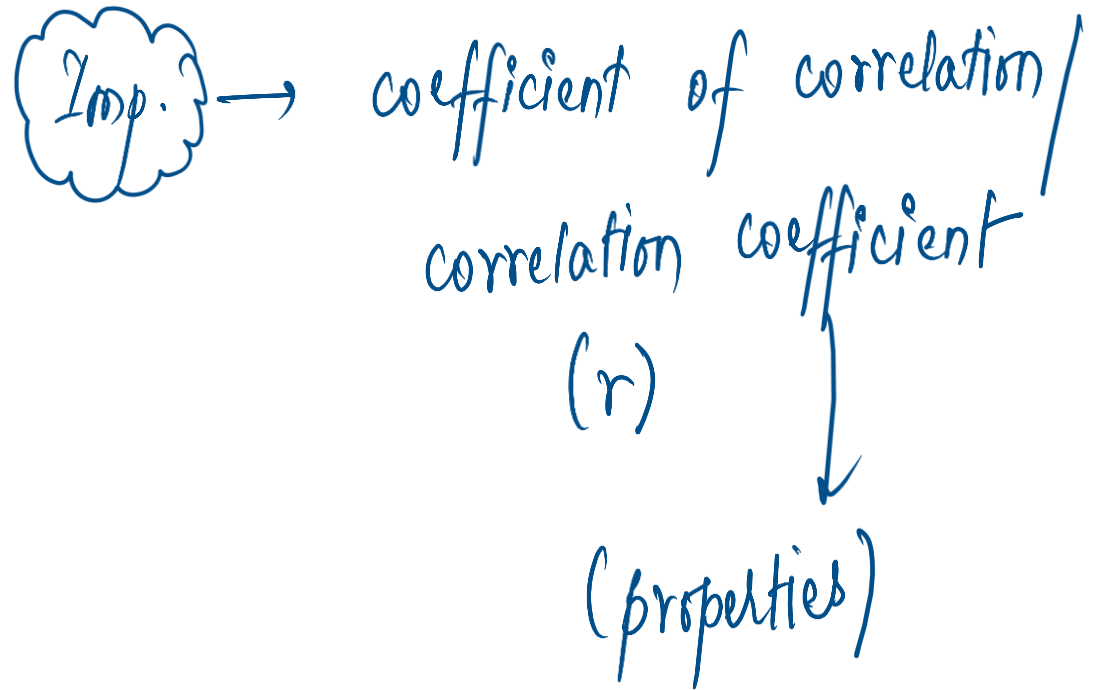 Imp. → coefficient of correlation/
correlation coefficient
(r)
(properties)